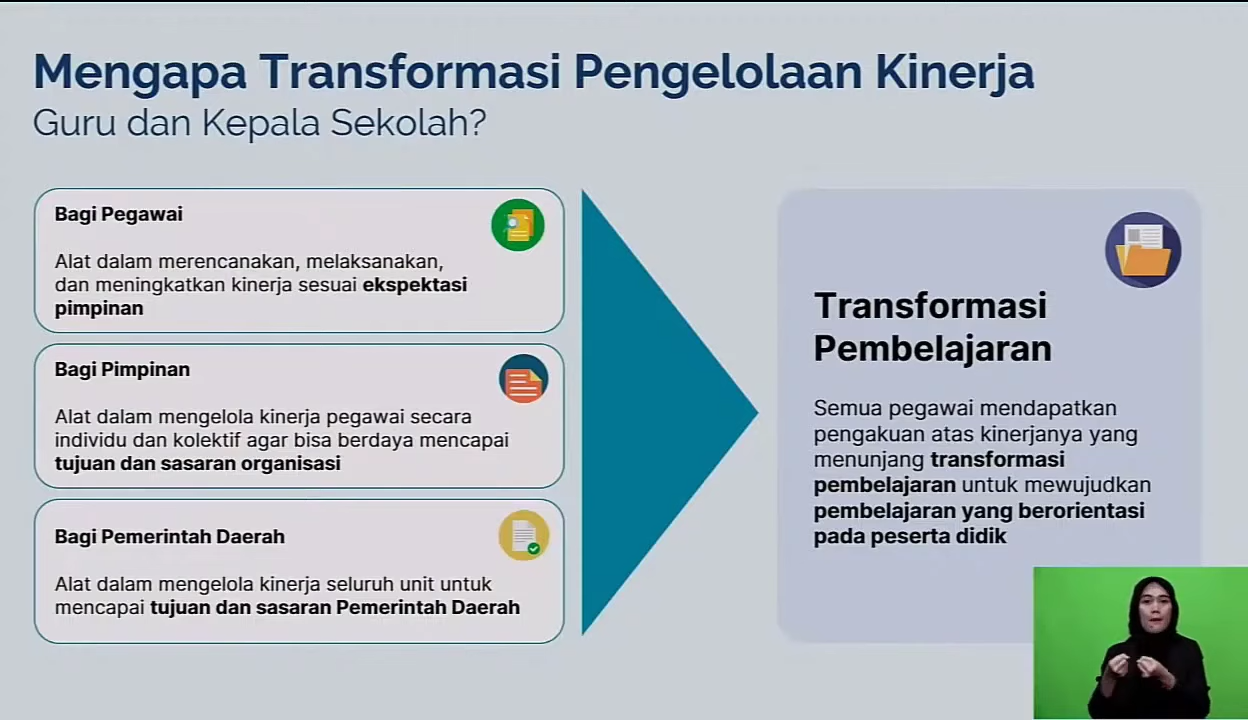 Mengapa Transformasi Pengelolaan Kinerja
Guru dan Kepala Sekolah?
Bagi Pegawai
Alat dalam merencanakan, melaksanakan,
dan meningkatkan kinerja sesuai ekspektasi
pimpinan
Bagi Pimpinan
Alat dalam mengelola kinerja pegawai secara
individu dan kolektif agar bisa berdaya mencapai
tujuan dan sasaran organisasi
Bagi Pemerintah Daerah
Alat dalam mengelola kinerja seluruh unit untuk
mencapai tujuan dan sasaran Pemerintah Daerah
Transformasi
Pembelajaran
Semua pegawai mendapatkan
pengakuan atas kinerjanya yang
menunjang transformasi
pembelajaran untuk mewujudkan
pembelajaran yang berorientasi
pada peserta didik